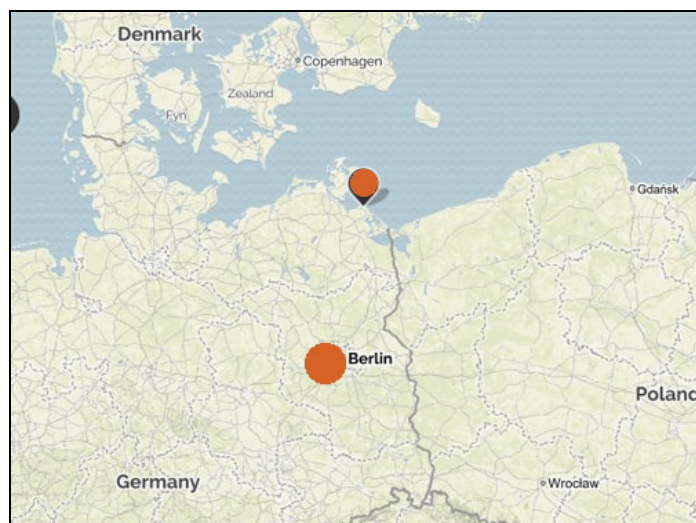 Denmark
Copenhagen
Zealand
Fyn
Gdańsk
Berlin
Poland
Germany
Wrocław